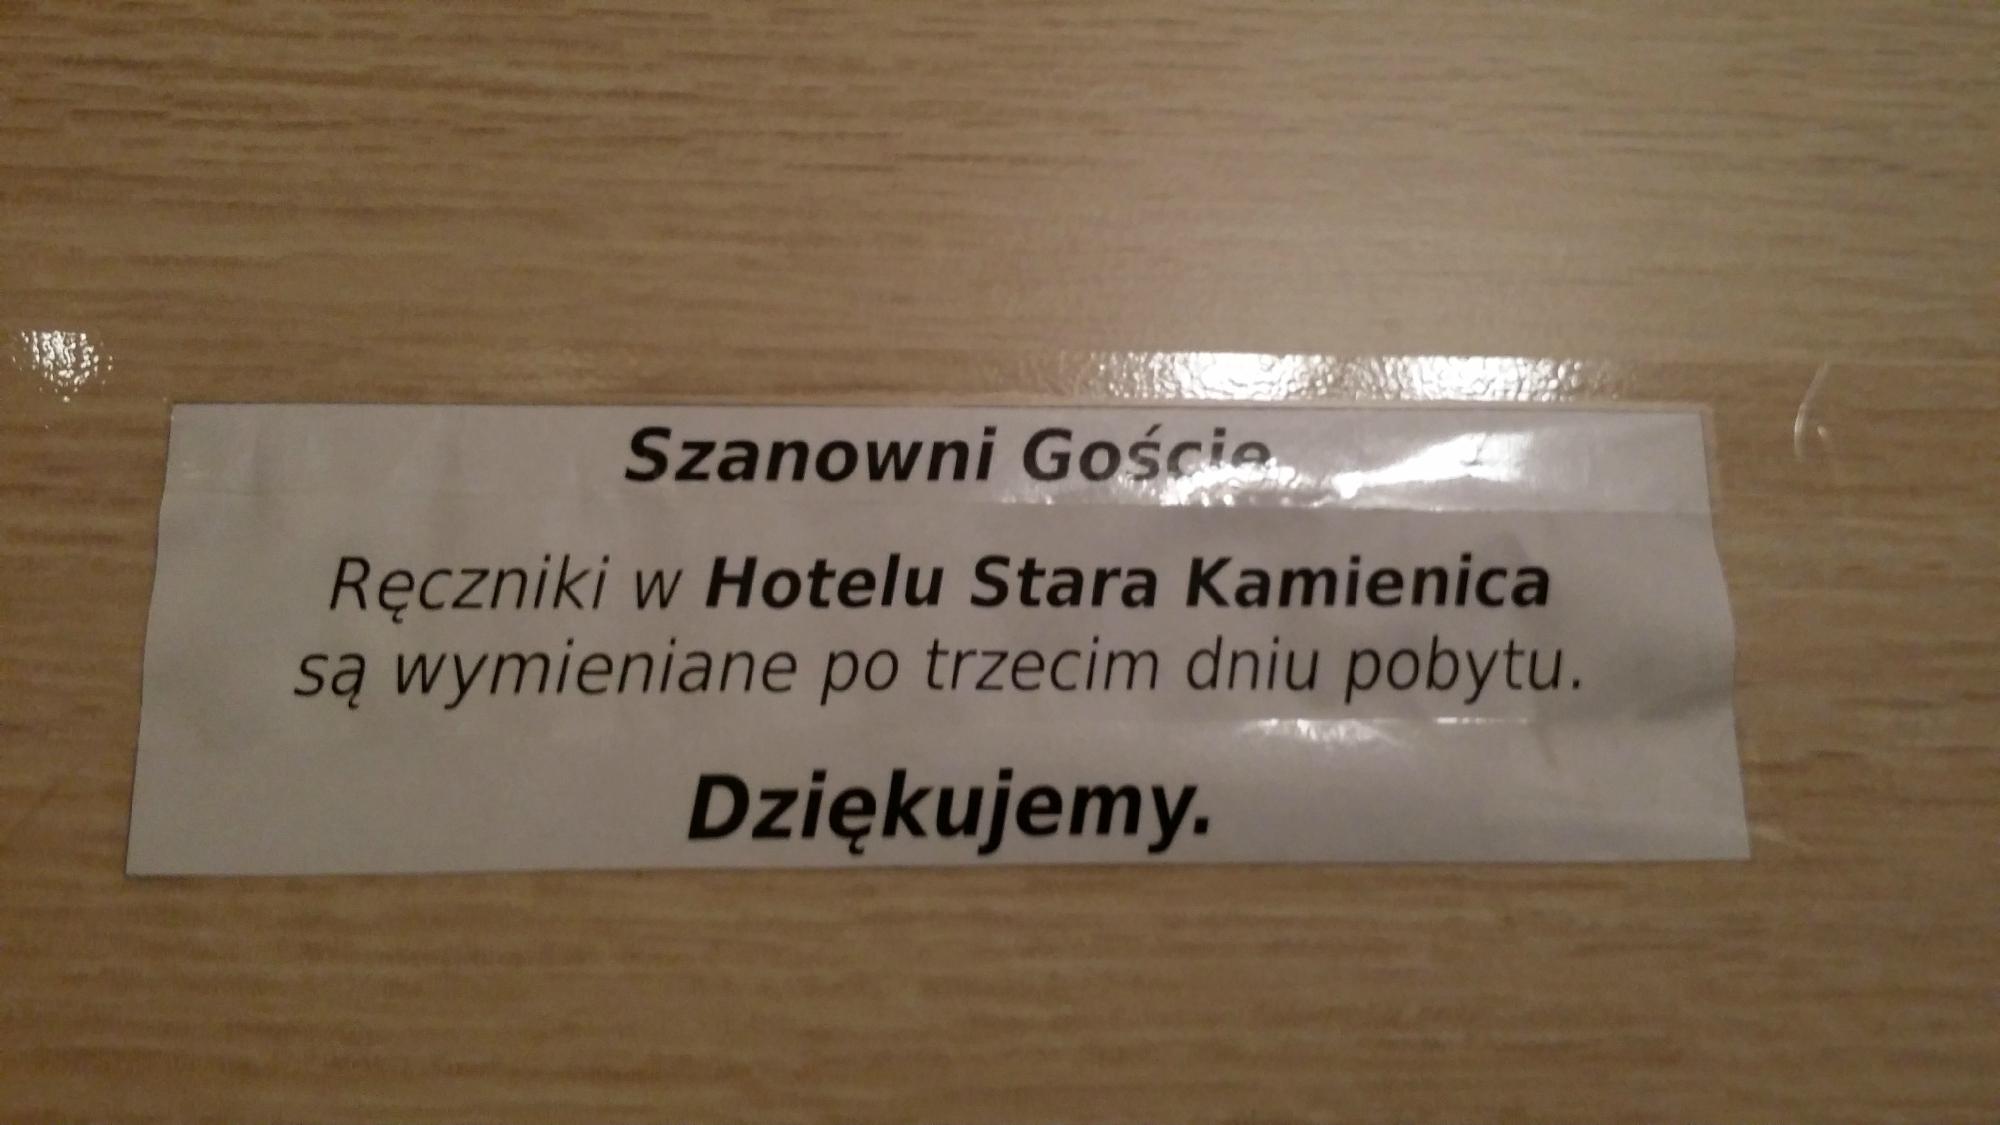 Szanowni Goście
Ręczniki w Hotelu Stara Kamienica
są wymieniane po trzecim dniu pobytu.
Dziękujemy.